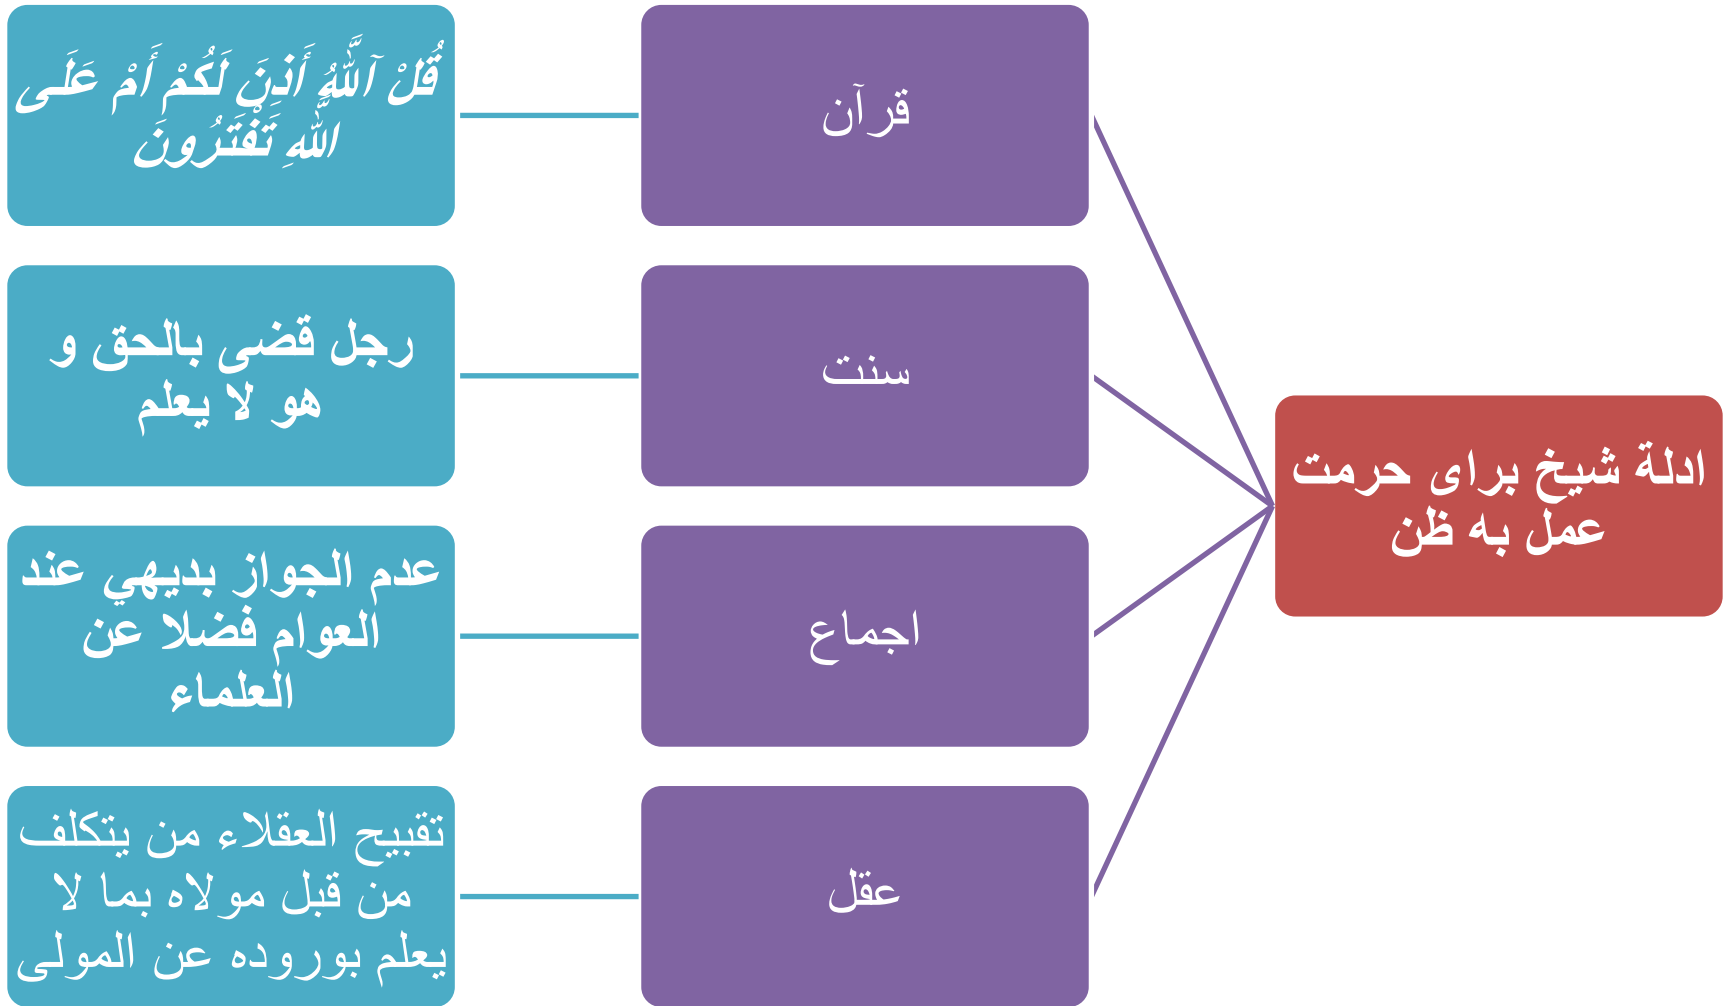 ادلة شيخ برای حرمت
عمل به ظن
قرآن
قُلْ آللَّهُ أَذِنَ لَكُمْ أَمْ عَلَى
اللَّهِ تَفْتَرُونَ
سنت
رجل قضى بالحق و
هو لا يعلم
اجماع
عدم الجواز بديهي عند
العوام فضلا عن
العلماء
عقل
تقبيح العقلاء من يتكلف
من قبل مولاه بما لا
يعلم بوروده عن المولى